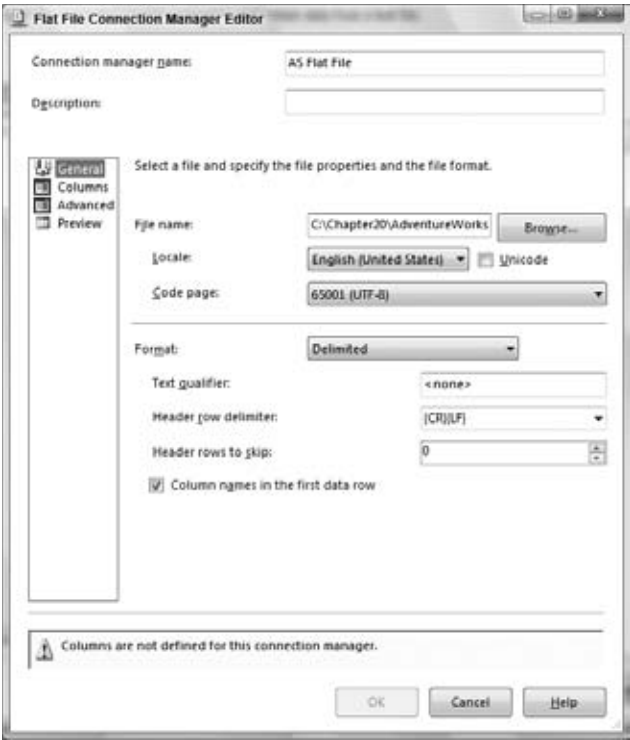 Flat File Connection Manager Editor
Connection manager name: AS Flat File
Description:
General
Columns
Advanced
Preview
Select a file and specify the file properties and the file format.
File name: C:\Chapter20\AdventureWorks Browse...
Locale: English (United States) Unicode
Code page: 65001 (UTF-8)
Format: Delimited
Text qualifier: <none>
Header row delimiter: {CR}{LF}
Header rows to skip: 0
Column names in the first data row
Columns are not defined for this connection manager.
OK Cancel Help